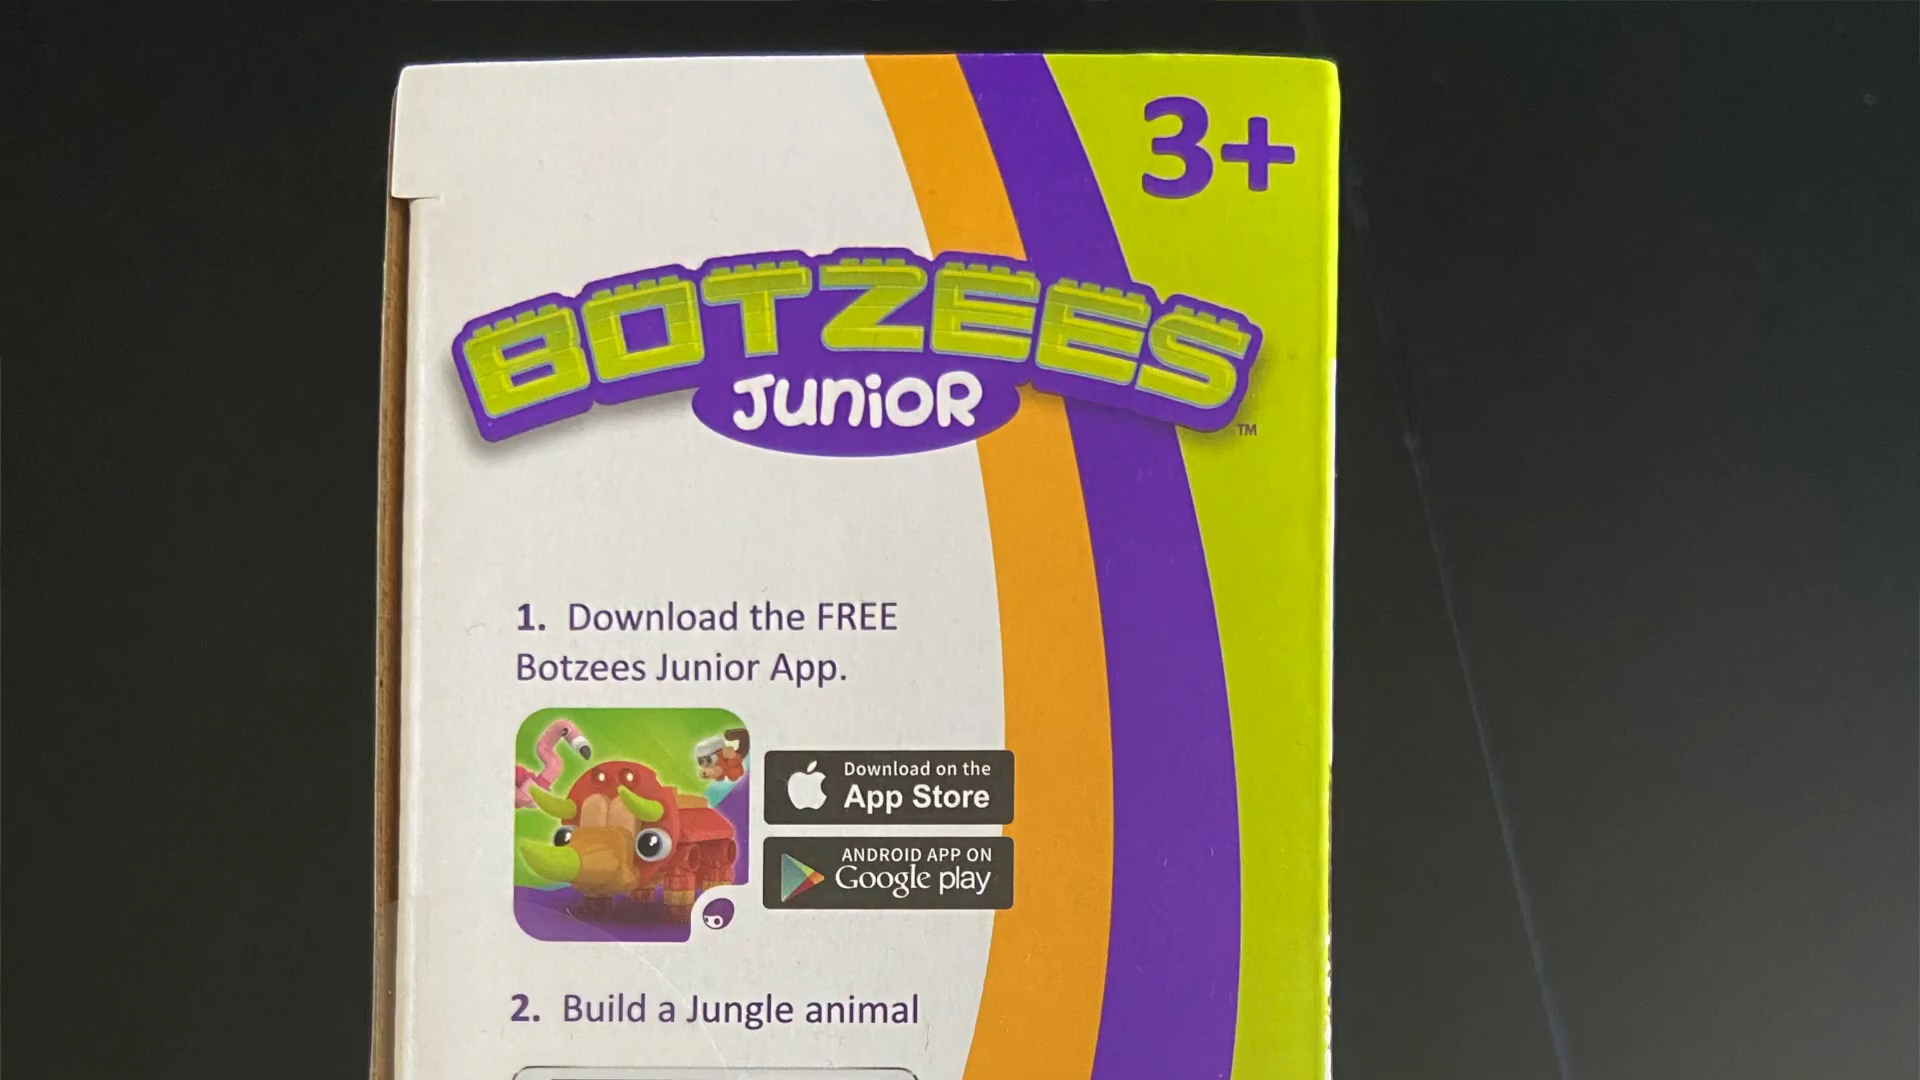 3+
BOTZEES
JUNIOR
TM
1. Download the FREE
Botzees Junior App.
Download on the
App Store
ANDROID APP ON
Google play
2. Build a Jungle animal